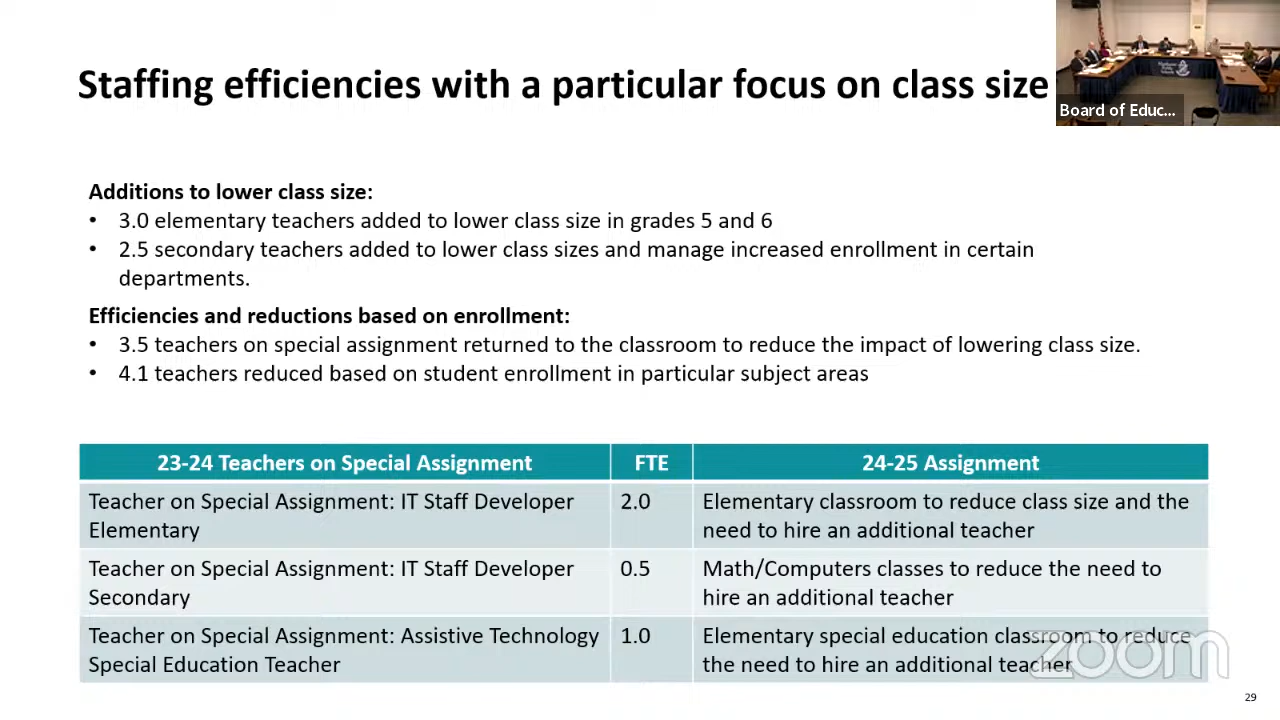 Staffing efficiencies with a particular focus on class size
Board of Educ...
Additions to lower class size:
• 3.0 elementary teachers added to lower class size in grades 5 and 6
• 2.5 secondary teachers added to lower class sizes and manage increased enrollment in certain
departments.
Efficiencies and reductions based on enrollment:
• 3.5 teachers on special assignment returned to the classroom to reduce the impact of lowering class size.
• 4.1 teachers reduced based on student enrollment in particular subject areas
23-24 Teachers on Special Assignment FTE 24-25 Assignment
Teacher on Special Assignment: IT Staff Developer 2.0 Elementary classroom to reduce class size and the
Elementary need to hire an additional teacher
Teacher on Special Assignment: IT Staff Developer 0.5 Math/Computers classes to reduce the need to
Secondary hire an additional teacher
Teacher on Special Assignment: Assistive Technology 1.0 Elementary special education classroom to reduce
Special Education Teacher the need to hire an additional teacher
zoom
29